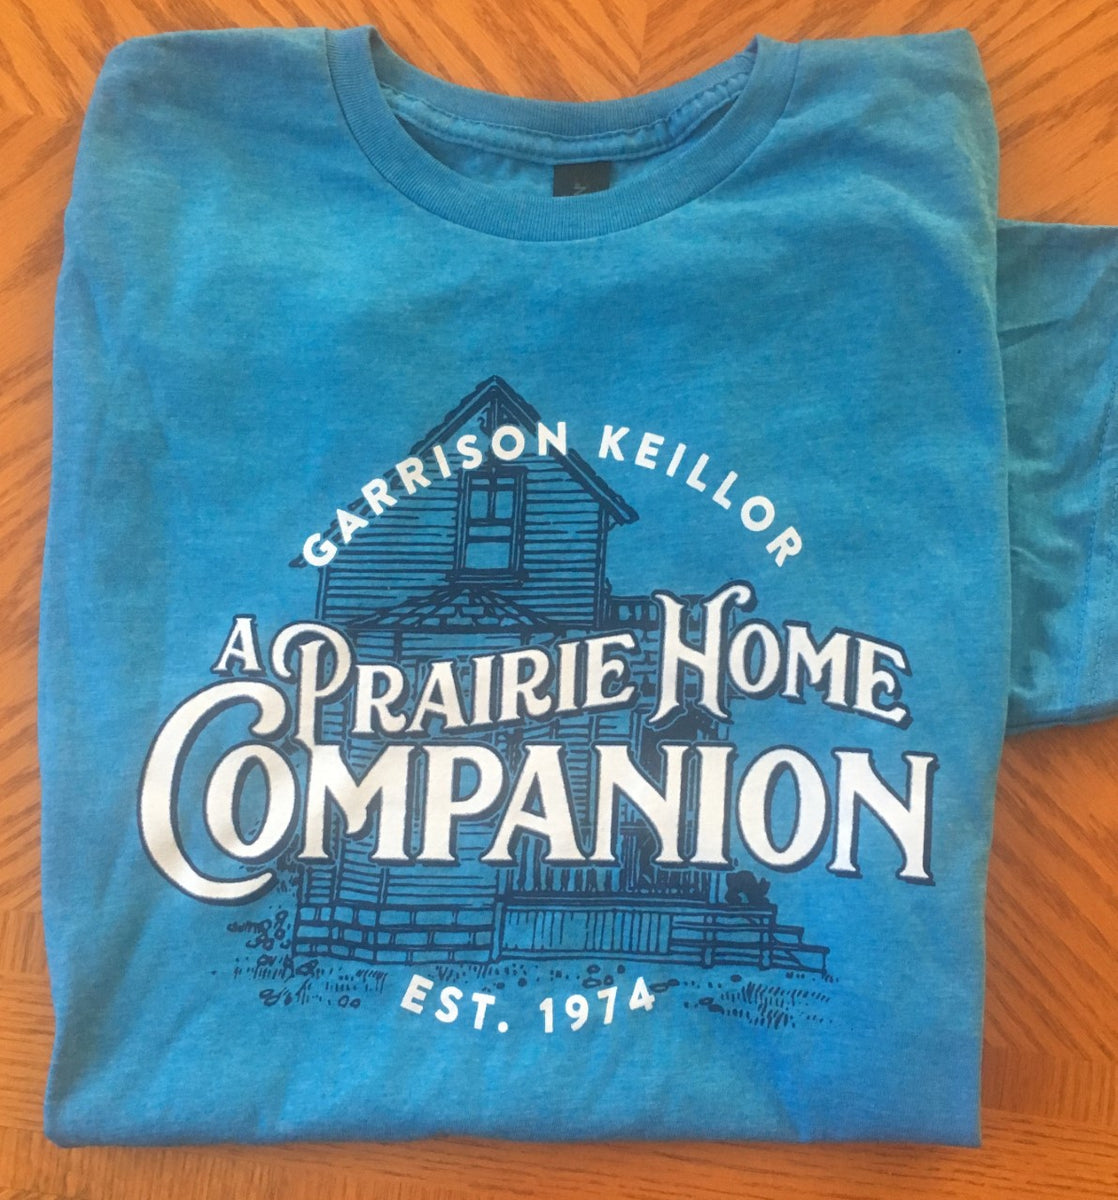 GARRISON KEILLOR
A PRAIRIE HOME
COMPANION
EST. 1974